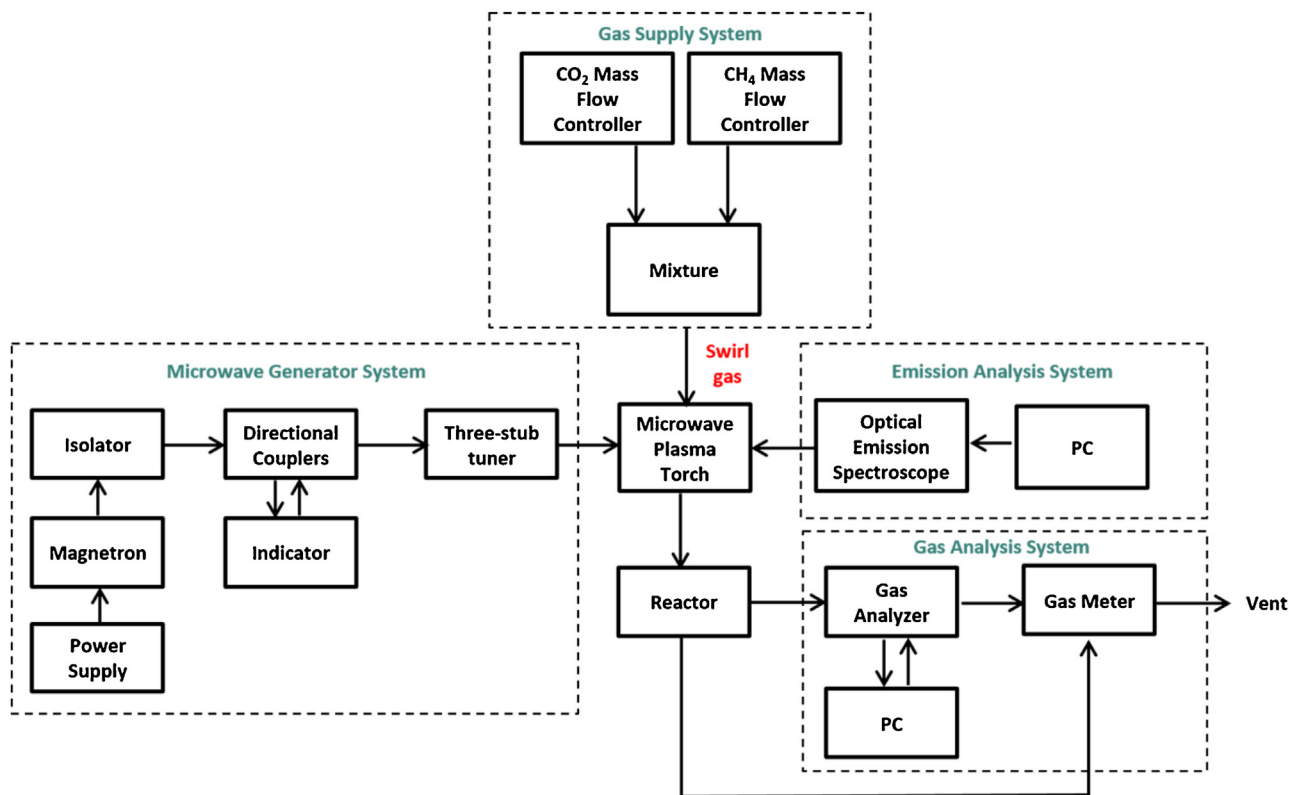 Gas Supply System
CO₂ Mass
Flow
Controller
CH₄ Mass
Flow
Controller
Mixture
Swirl
gas
Microwave Generator System
Isolator
Directional
Couplers
Three-stub
tuner
Magnetron
Indicator
Power
Supply
Microwave
Plasma
Torch
Emission Analysis System
Optical
Emission
Spectroscope
PC
Reactor
Gas Analysis System
Gas
Analyzer
Gas Meter
Vent
PC